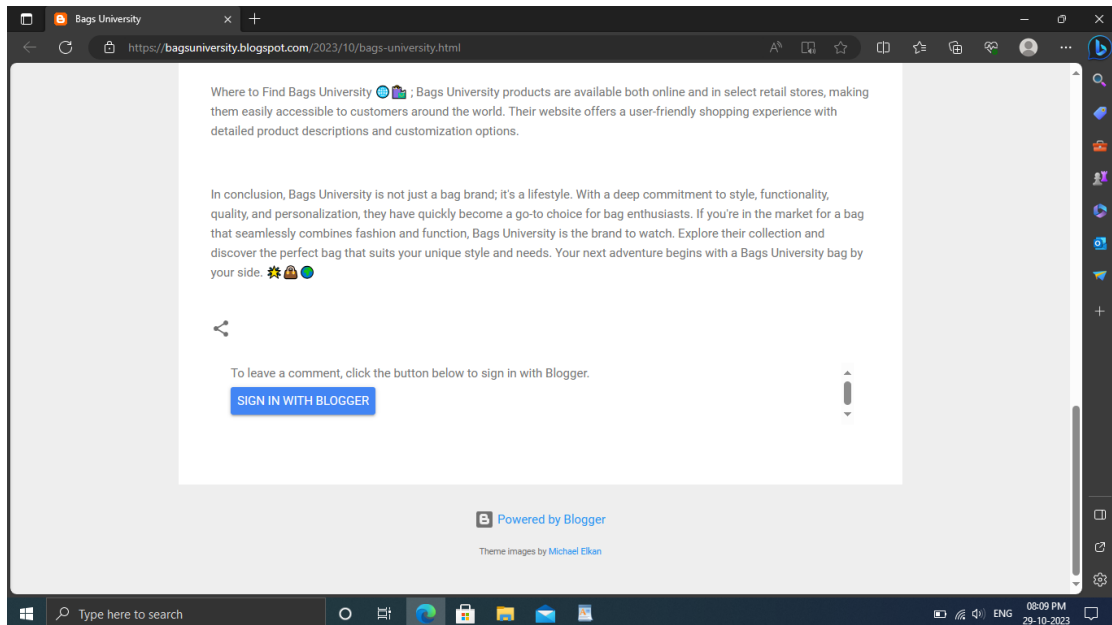 Bags University
https://bagsuniversity.blogspot.com/2023/10/bags-university.html
Where to Find Bags University 🌐🛍️ ; Bags University products are available both online and in select retail stores, making
them easily accessible to customers around the world. Their website offers a user-friendly shopping experience with
detailed product descriptions and customization options.
In conclusion, Bags University is not just a bag brand; it's a lifestyle. With a deep commitment to style, functionality,
quality, and personalization, they have quickly become a go-to choice for bag enthusiasts. If you're in the market for a bag
that seamlessly combines fashion and function, Bags University is the brand to watch. Explore their collection and
discover the perfect bag that suits your unique style and needs. Your next adventure begins with a Bags University bag by
your side. 🌟👜🌍
To leave a comment, click the button below to sign in with Blogger.
SIGN IN WITH BLOGGER
Powered by Blogger
Theme images by Michael Elkan
Type here to search
ENG
08:09 PM
29-10-2023